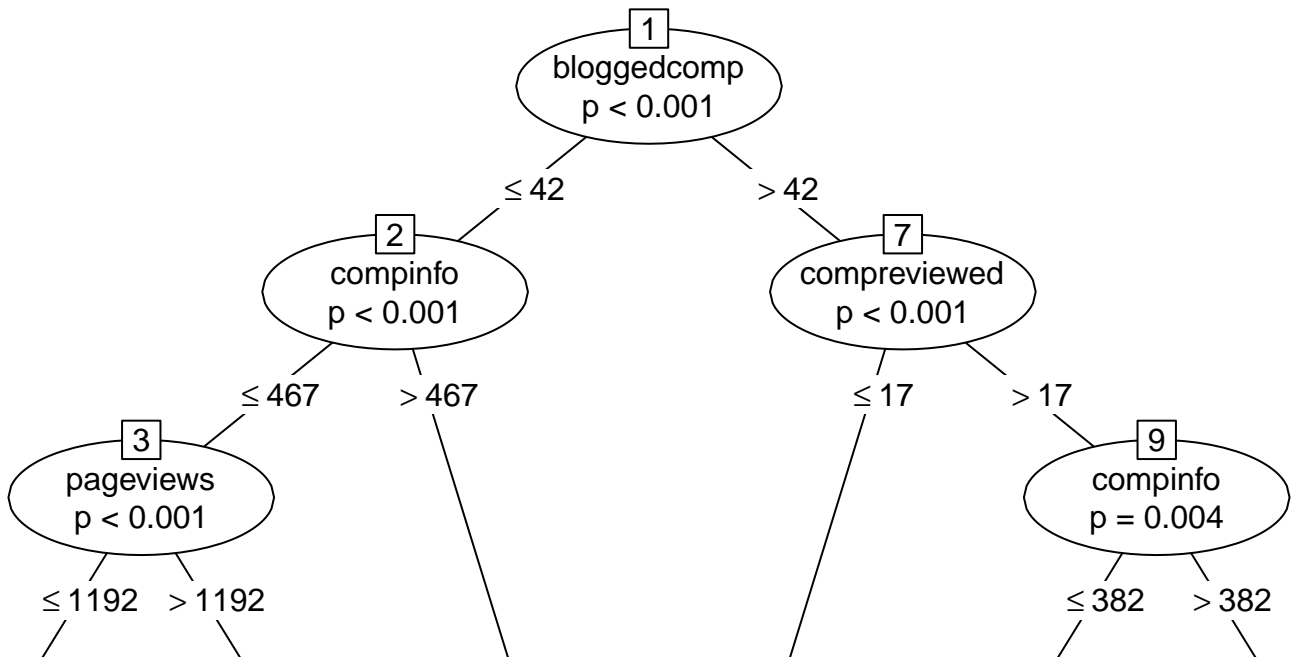 1
bloggedcomp
p < 0.001
≤ 42
> 42
2
compinfo
p < 0.001
7
compreviewed
p < 0.001
≤ 467
> 467
≤ 17
> 17
3
pageviews
p < 0.001
9
compinfo
p = 0.004
≤ 1192
> 1192
≤ 382
> 382